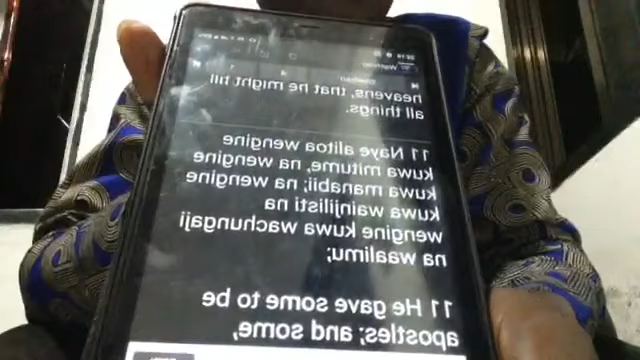 heavens, that he might fill
all things.
11 Naye alitoa wengine
kuwa mitume, na wengine
kuwa manabii; na wengine
kuwa wainjilisti na
wengine kuwa wachungaji
na waalimu;
11 He gave some to be
apostles; and some,